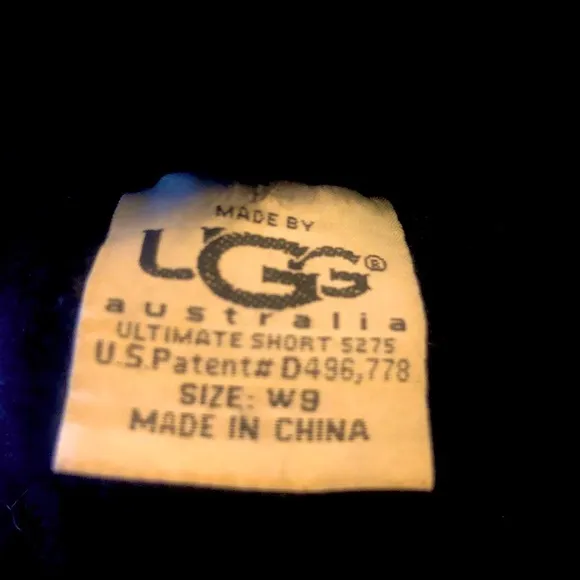 MADE BY
UGG®
australia
ULTIMATE SHORT 5275
U.S.Patent# D496,778
SIZE: W9
MADE IN CHINA